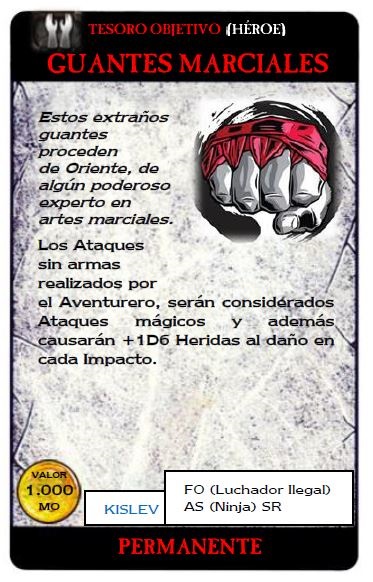 TESORO OBJETIVO (HÉROE)
GUANTES MARCIALES
Estos extraños
guantes
proceden
de Oriente, de
algún poderoso
experto en
artes marciales.
Los Ataques
sin armas
realizados por
el Aventurero, serán considerados
Ataques mágicos y además
causarán +1D6 Heridas al daño en
cada Impacto.
VALOR
1.000
MO
KISLEV
FO (Luchador Ilegal)
AS (Ninja) SR
PERMANENTE